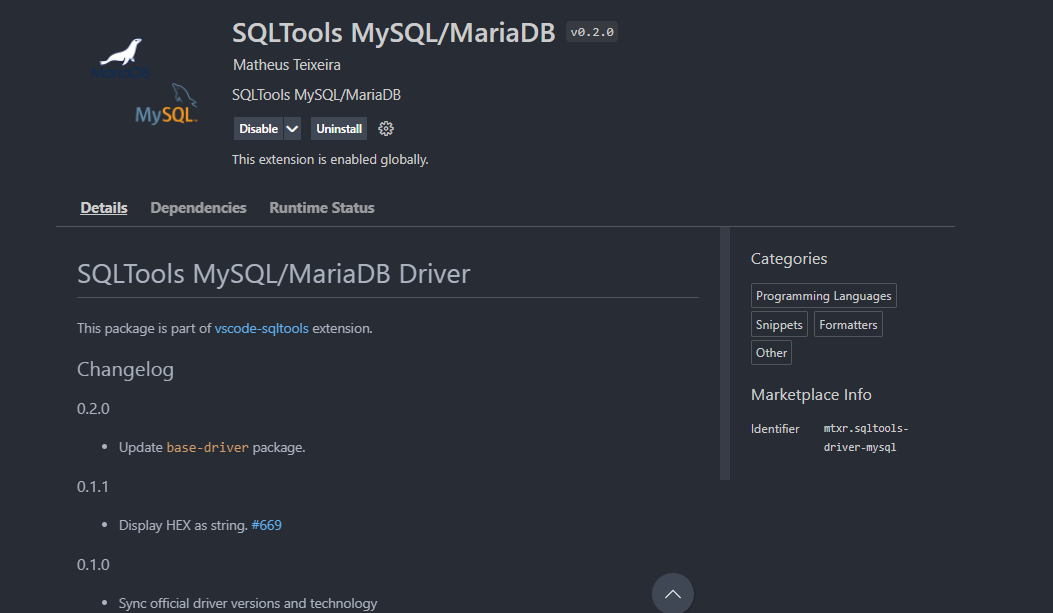 SQLTools MySQL/MariaDB v0.2.0
Matheus Teixeira
MariaDB
SQLTools MySQL/MariaDB
MySQL
Disable
Uninstall
This extension is enabled globally.
Details Dependencies Runtime Status
SQLTools MySQL/MariaDB Driver
This package is part of vscode-sqltools extension.
Changelog
0.2.0
• Update base-driver package.
0.1.1
• Display HEX as string. #669
0.1.0
• Sync official driver versions and technology
Categories
Programming Languages
Snippets Formatters
Other
Marketplace Info
Identifier mtxr.sqltools-
driver-mysql